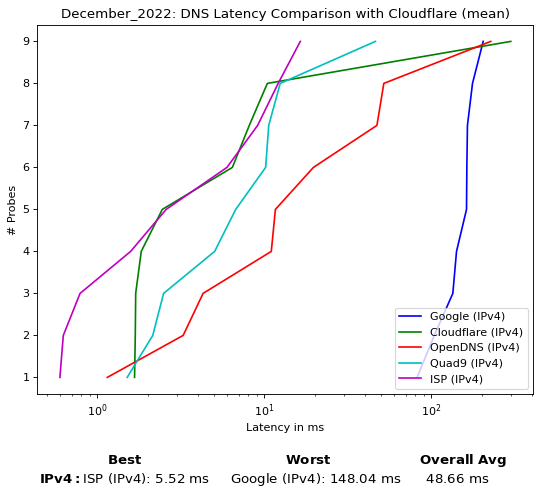 December_2022: DNS Latency Comparison with Cloudflare (mean)
9
8
7
6
5
4
3
2
1
# Probes
Google (IPv4)
Cloudflare (IPv4)
OpenDNS (IPv4)
Quad9 (IPv4)
ISP (IPv4)
10⁰ 10¹ 10²
Latency in ms
Best Worst Overall Avg
IPv4: ISP (IPv4): 5.52 ms Google (IPv4): 148.04 ms 48.66 ms